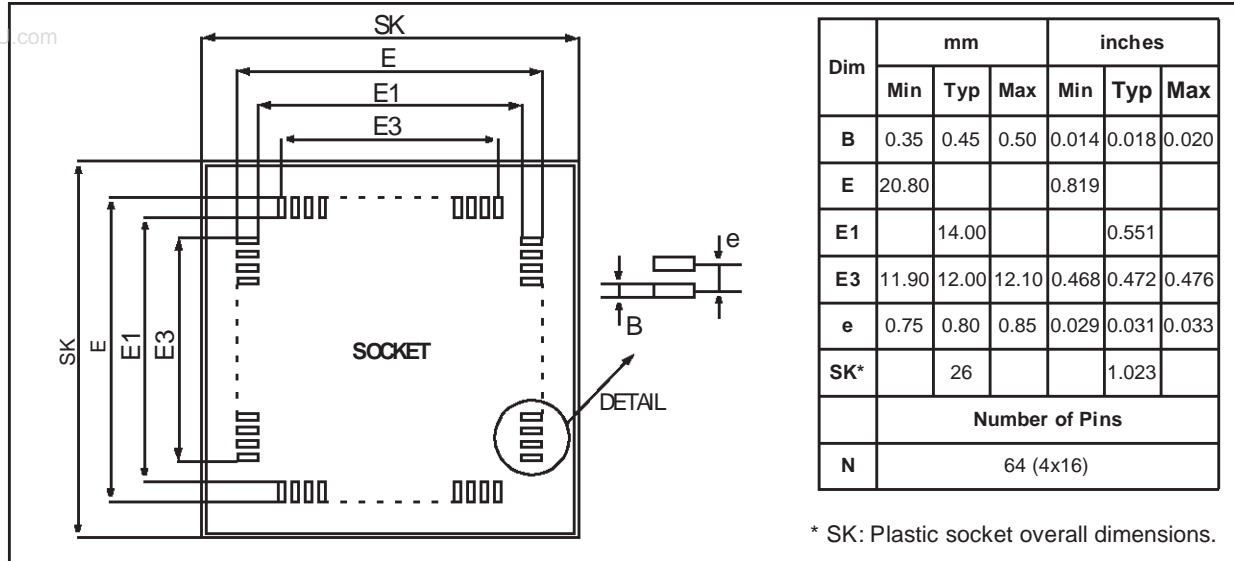 U.com
SK
E
E1
E3
SK
E
E1
E3
SOCKET
e
B
DETAIL
Dim mm inches
Min Typ Max Min Typ Max
B 0.35 0.45 0.50 0.014 0.018 0.020
E 20.80 0.819
E1 14.00 0.551
E3 11.90 12.00 12.10 0.468 0.472 0.476
e 0.75 0.80 0.85 0.029 0.031 0.033
SK* 26 1.023
Number of Pins
N 64 (4x16)
* SK: Plastic socket overall dimensions.